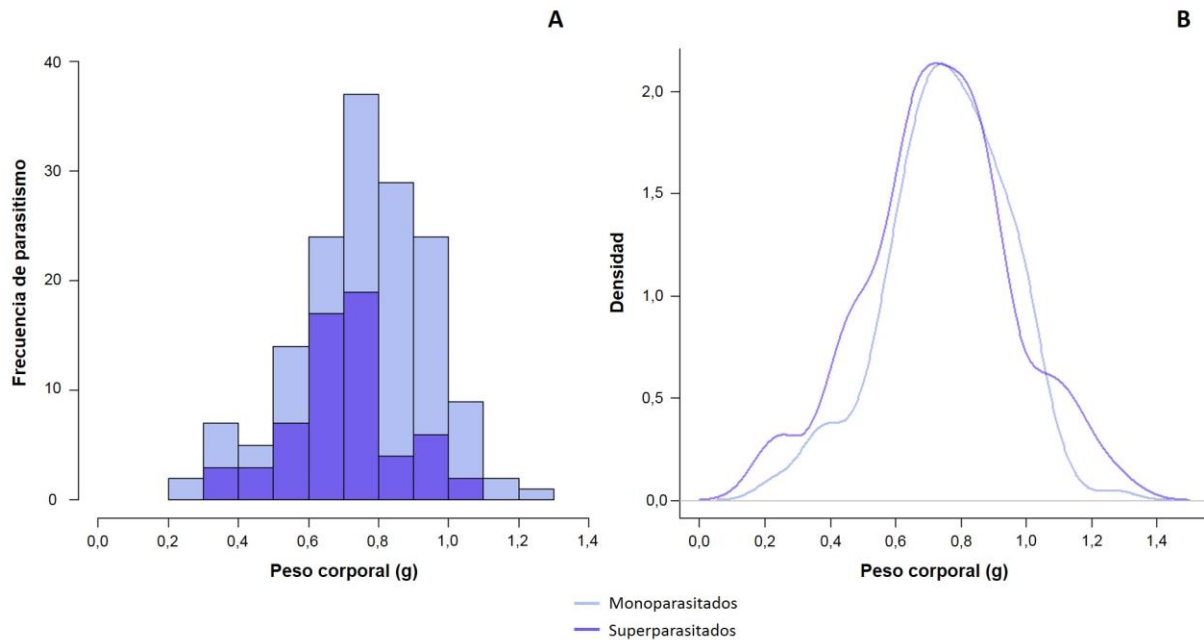 A
Frecuencia de parasitismo
40
30
20
10
0
0,0 0,2 0,4 0,6 0,8 1,0 1,2 1,4
Peso corporal (g)
B
Densidad
2,0
1,5
1,0
0,5
0,0
0,0 0,2 0,4 0,6 0,8 1,0 1,2 1,4
Peso corporal (g)
Monoparasitados
Superparasitados